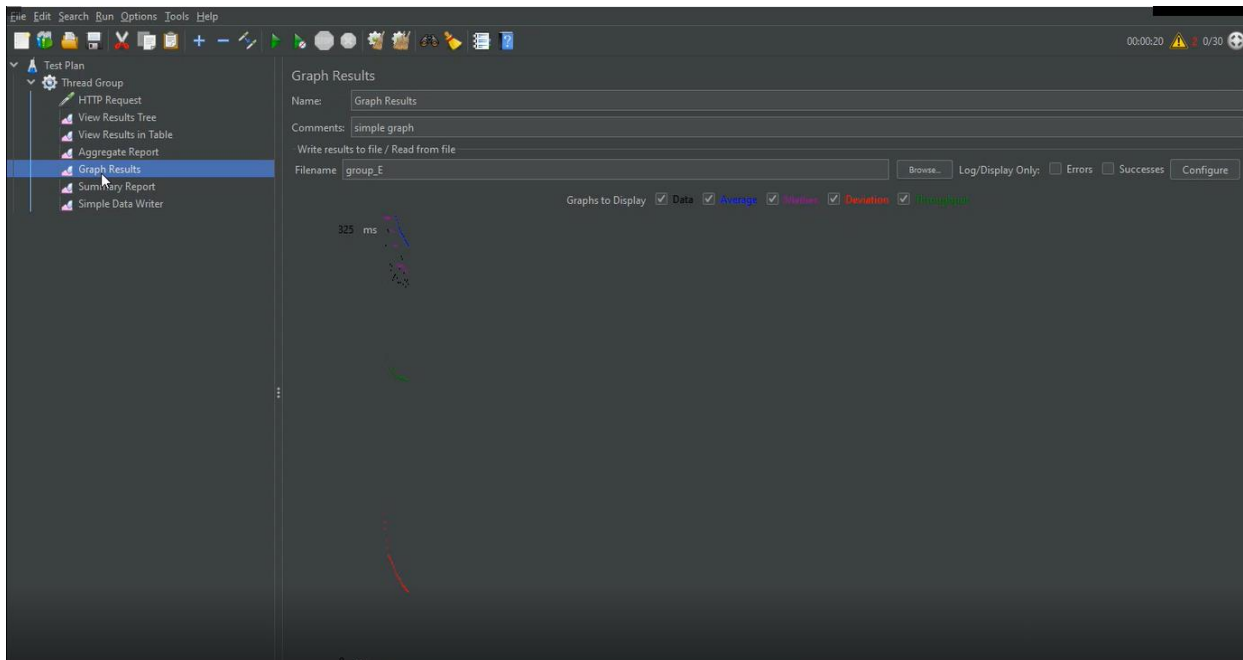 File Edit Search Run Options Tools Help
00:00:20 2 0/30
Test Plan
Thread Group
HTTP Request
View Results Tree
View Results in Table
Aggregate Report
Graph Results
Summary Report
Simple Data Writer
Graph Results
Name: Graph Results
Comments: simple graph
Write results to file / Read from file
Filename group_E Browse... Log/Display Only: Errors Successes Configure
Graphs to Display Data Average Median Deviation Throughput
825 ms